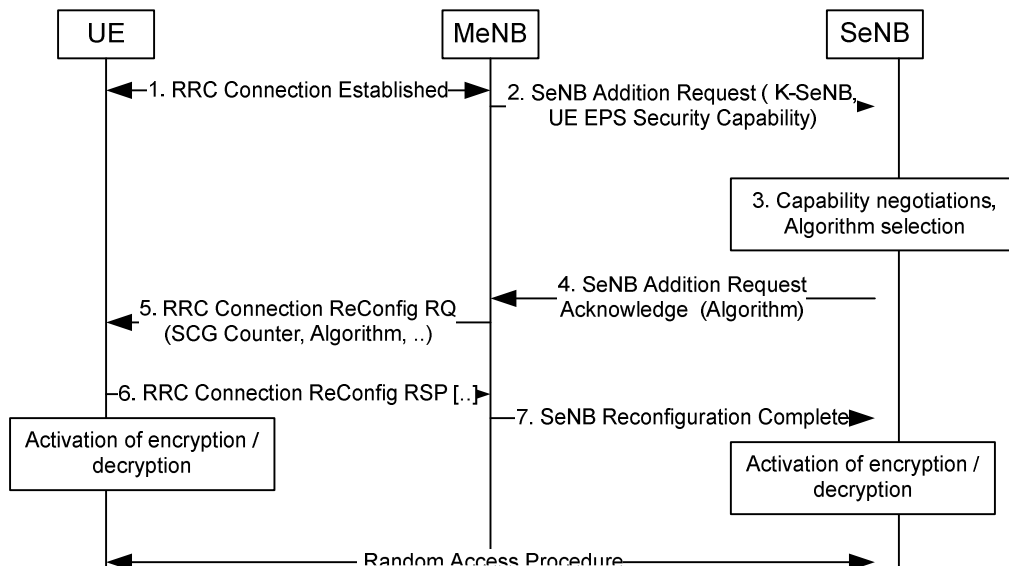 UE
MeNB
SeNB
1. RRC Connection Established
2. SeNB Addition Request ( K-SeNB,
UE EPS Security Capability)
3. Capability negotiations,
Algorithm selection
4. SeNB Addition Request
Acknowledge (Algorithm)
5. RRC Connection ReConfig RQ
(SCG Counter, Algorithm, ..)
6. RRC Connection ReConfig RSP [..]
7. SeNB Reconfiguration Complete
Activation of encryption /
decryption
Activation of encryption /
decryption
Random Access Procedure